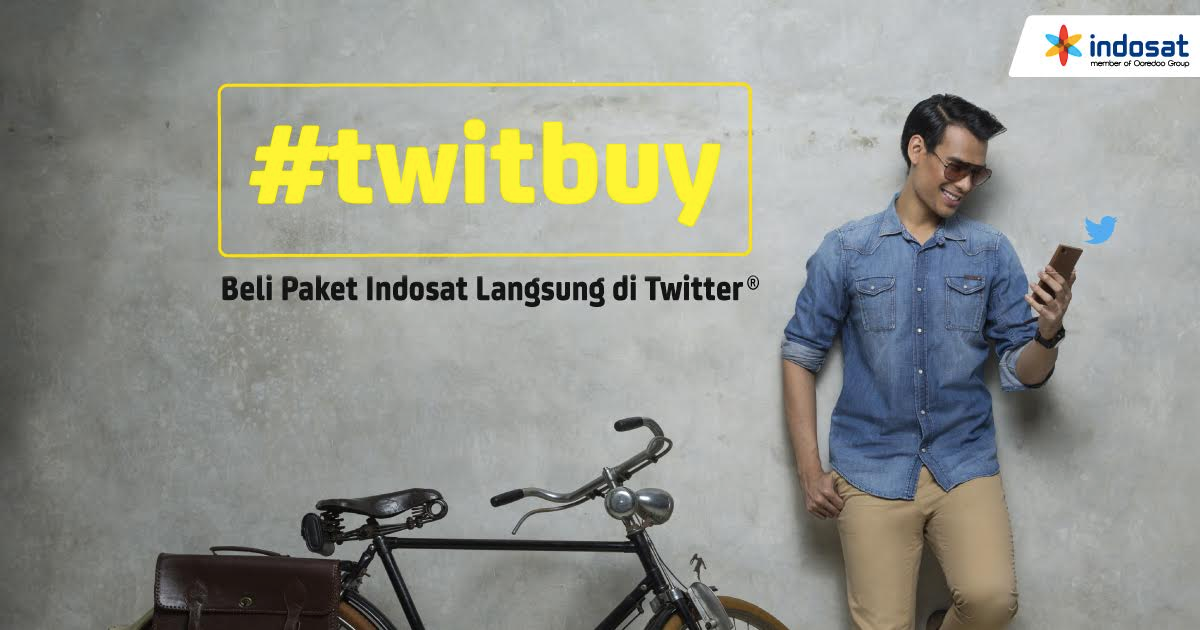 indosat
member of Ooredoo Group
#twitbuy
Beli Paket Indosat Langsung di Twitter®